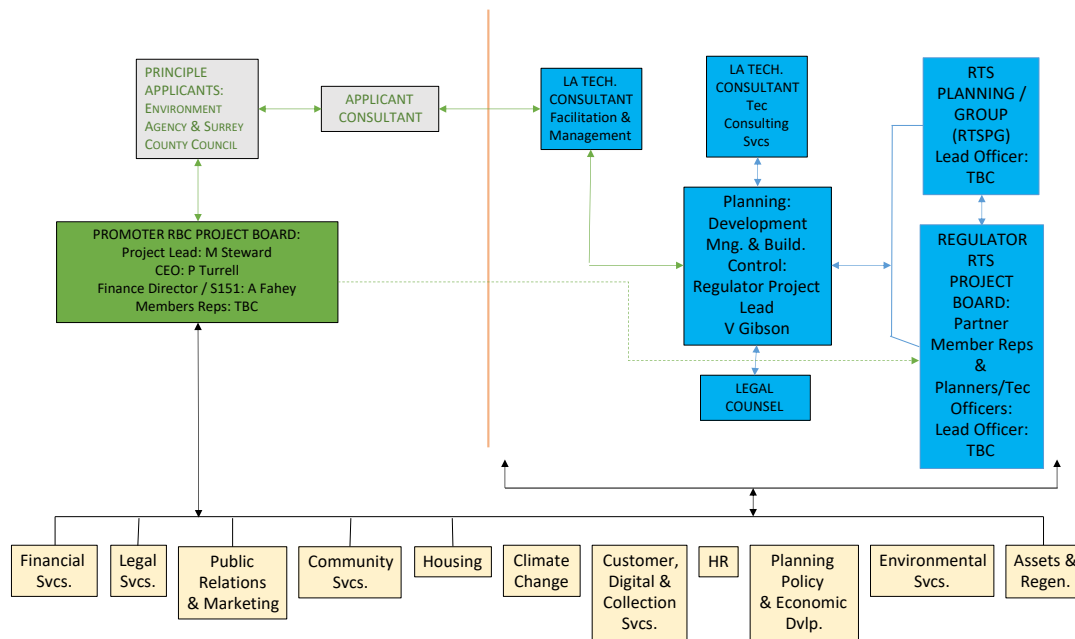 PRINCIPLE
APPLICANTS:
ENVIRONMENT
AGENCY & SURREY
COUNTY COUNCIL
APPLICANT
CONSULTANT
LA TECH.
CONSULTANT
Facilitation &
Management
LA TECH.
CONSULTANT
Tec
Consulting
Svcs
RTS
PLANNING /
GROUP
(RTSPG)
Lead Officer:
TBC
PROMOTER RBC PROJECT BOARD:
Project Lead: M Steward
CEO: P Turrell
Finance Director / S151: A Fahey
Members Reps: TBC
Planning:
Development
Mng. & Build.
Control:
Regulator Project
Lead
V Gibson
REGULATOR
RTS
PROJECT
BOARD:
Partner
Member Reps
&
Planners/Tec
Officers:
Lead Officer:
TBC
LEGAL
COUNSEL
Financial
Svcs.
Legal
Svcs.
Public
Relations
& Marketing
Community
Svcs.
Housing
Climate
Change
Customer,
Digital &
Collection
Svcs.
HR
Planning
Policy
& Economic
Dvlp.
Environmental
Svcs.
Assets &
Regen.